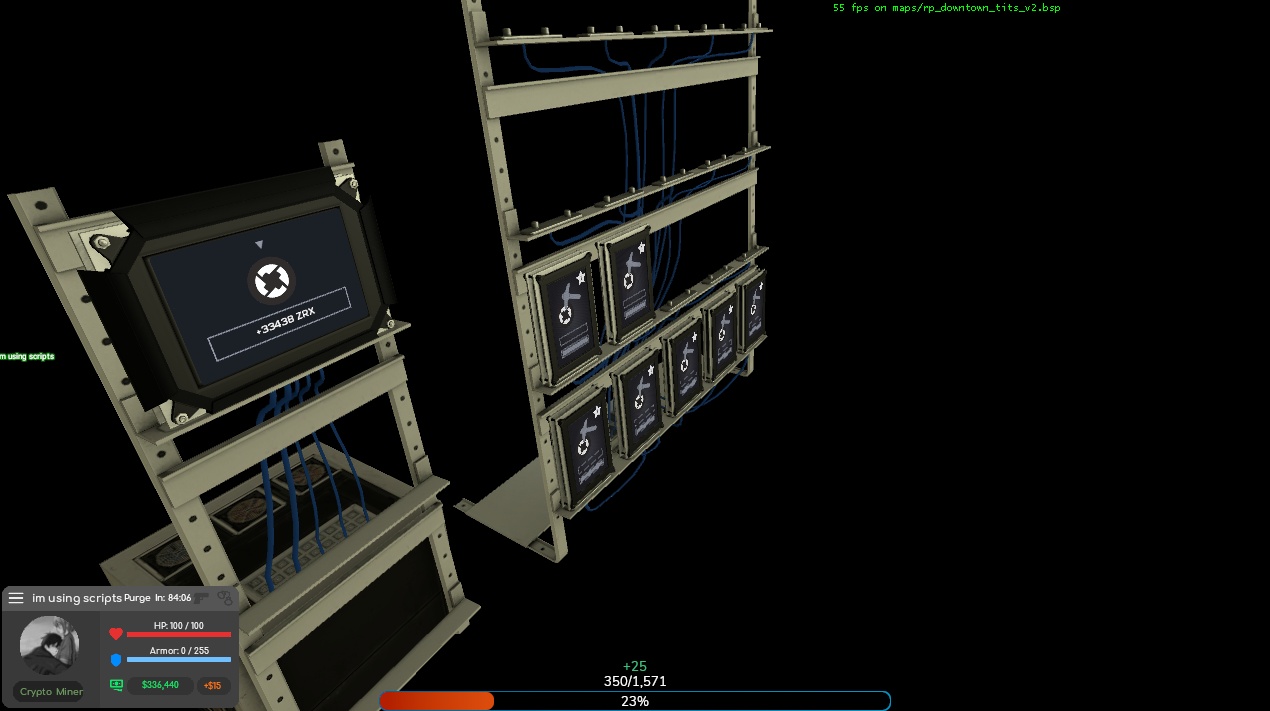 55 fps on maps/rp_downtown_tits_v2.bsp
+33438 ZRX
m using scripts
im using scripts Purge In: 84:06
HP: 100 / 100
Armor: 0 / 255
$336,440 +$15
Crypto Miner
+25
350/1,571
23%